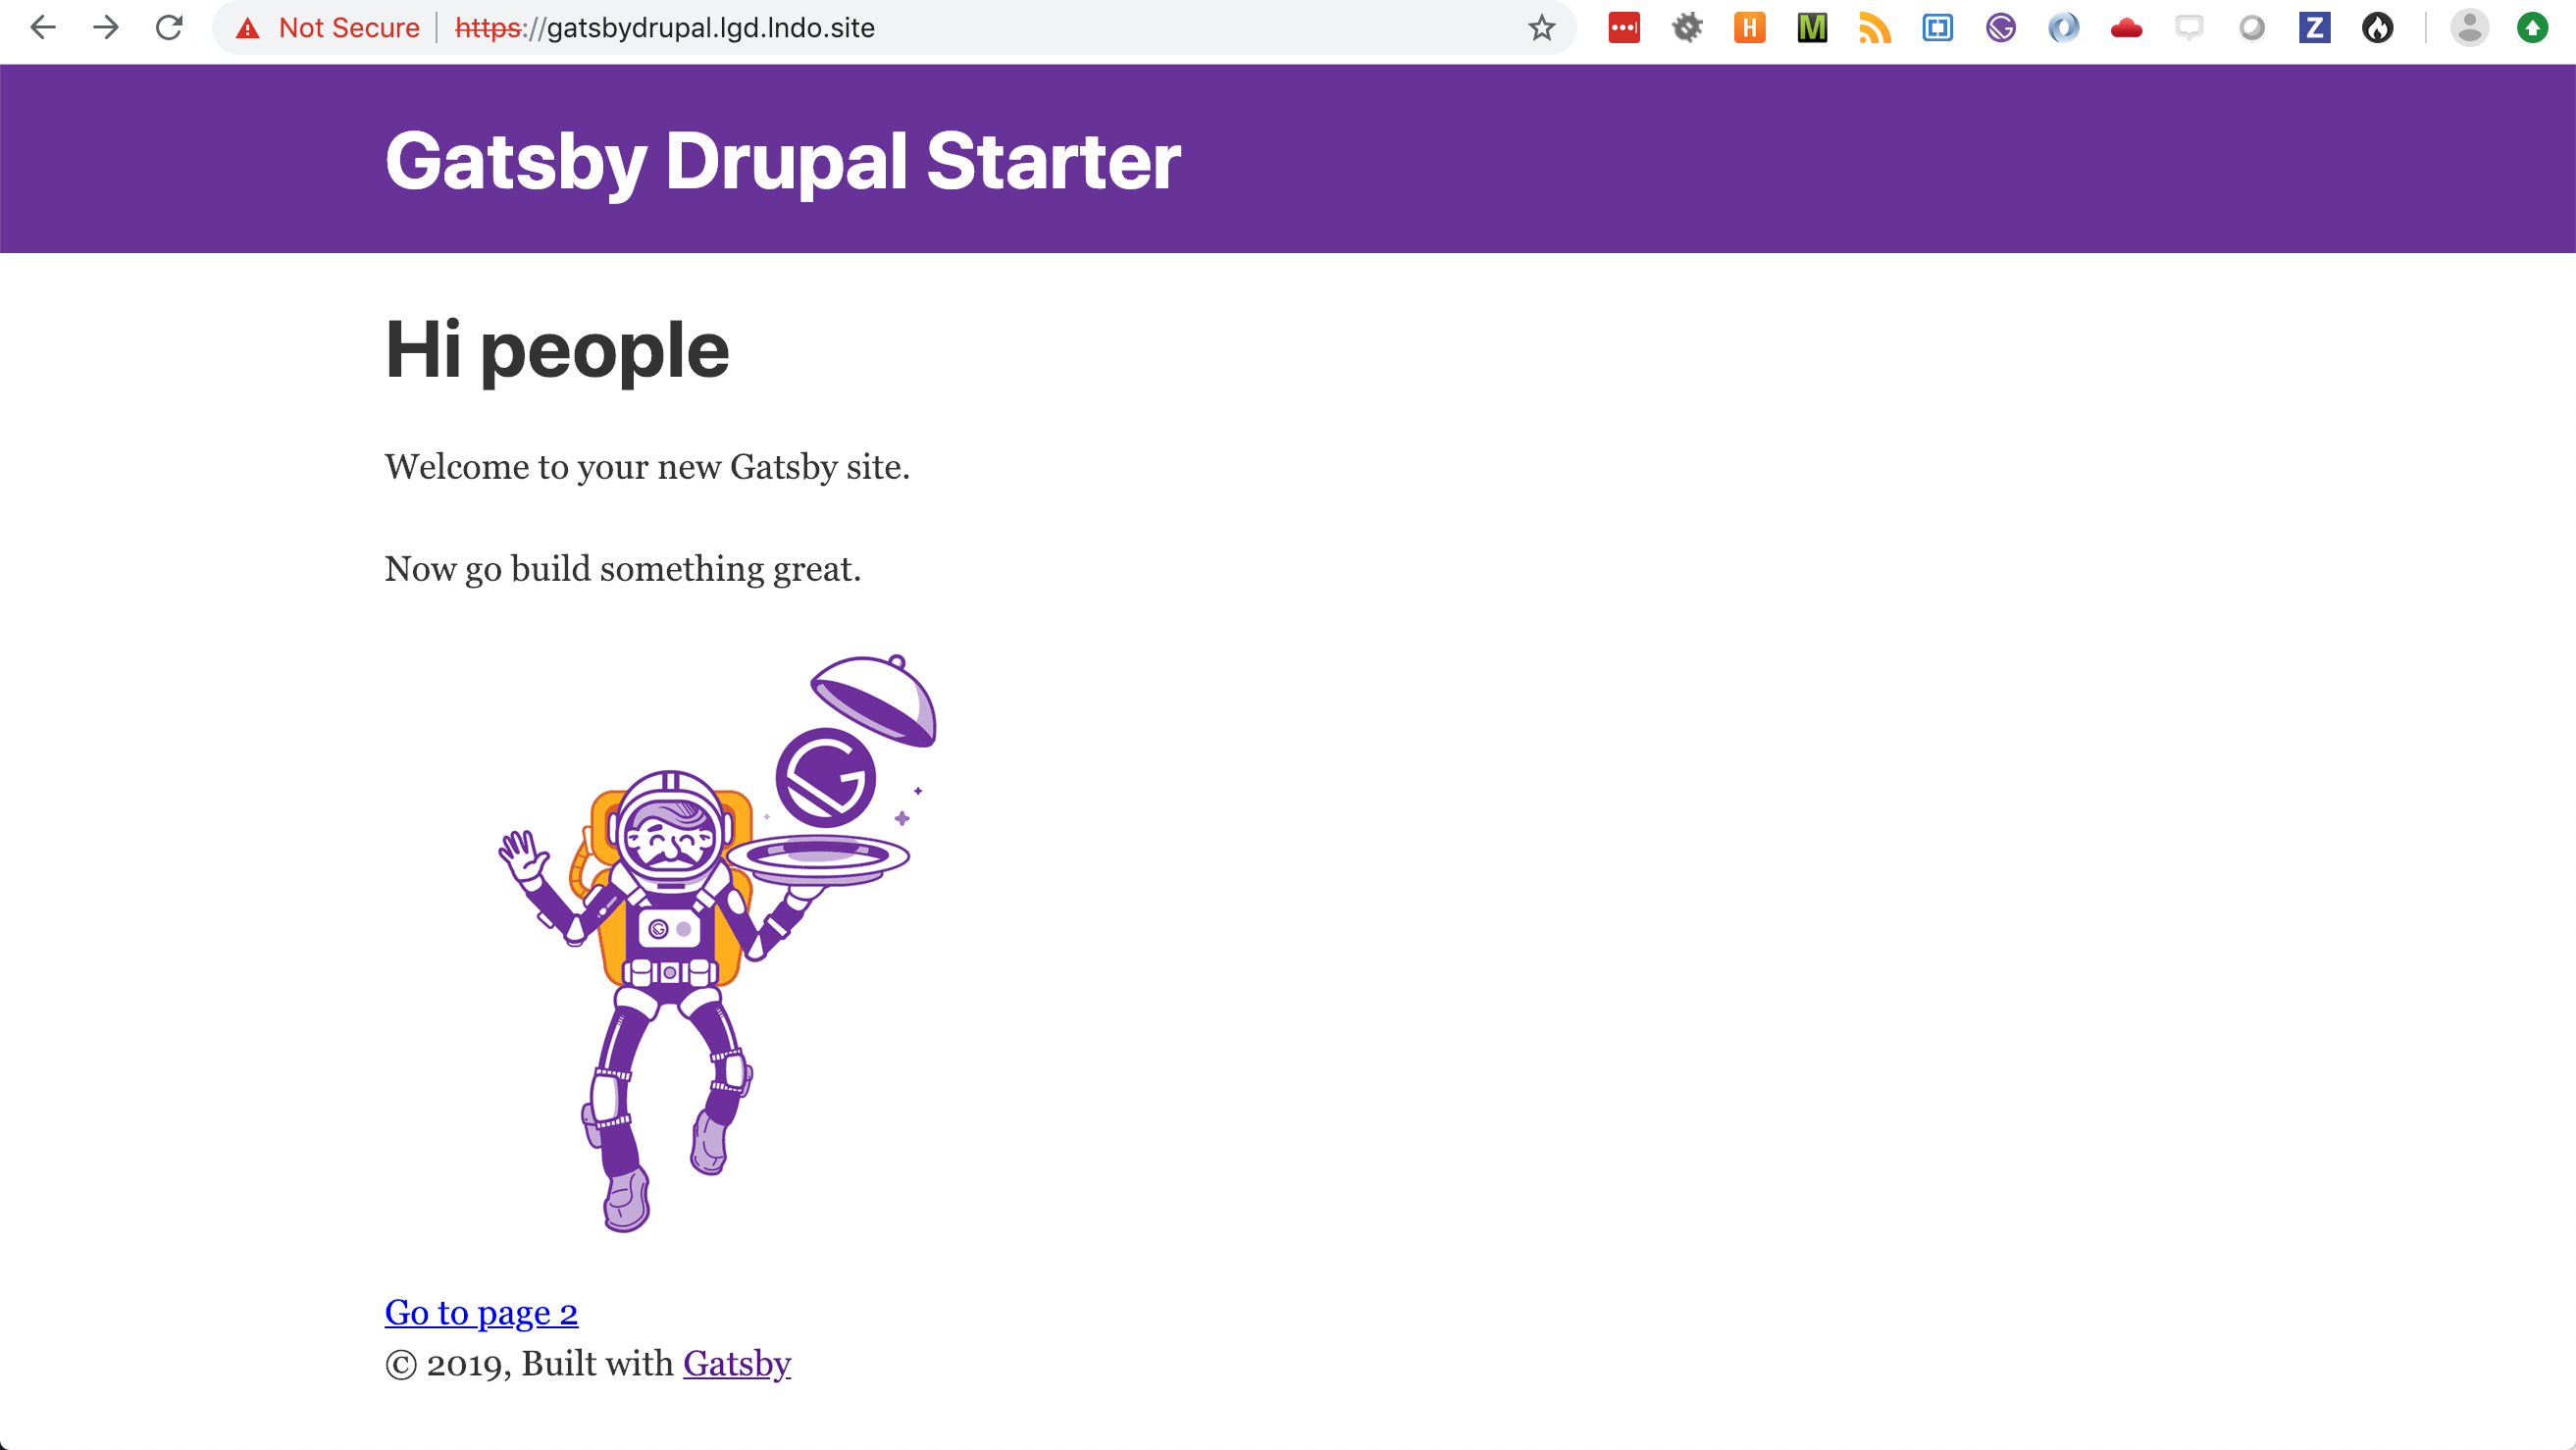 Not Secure | https://gatsbydrupal.lgd.lndo.site
Gatsby Drupal Starter
Hi people
Welcome to your new Gatsby site.
Now go build something great.
Go to page 2
© 2019, Built with Gatsby